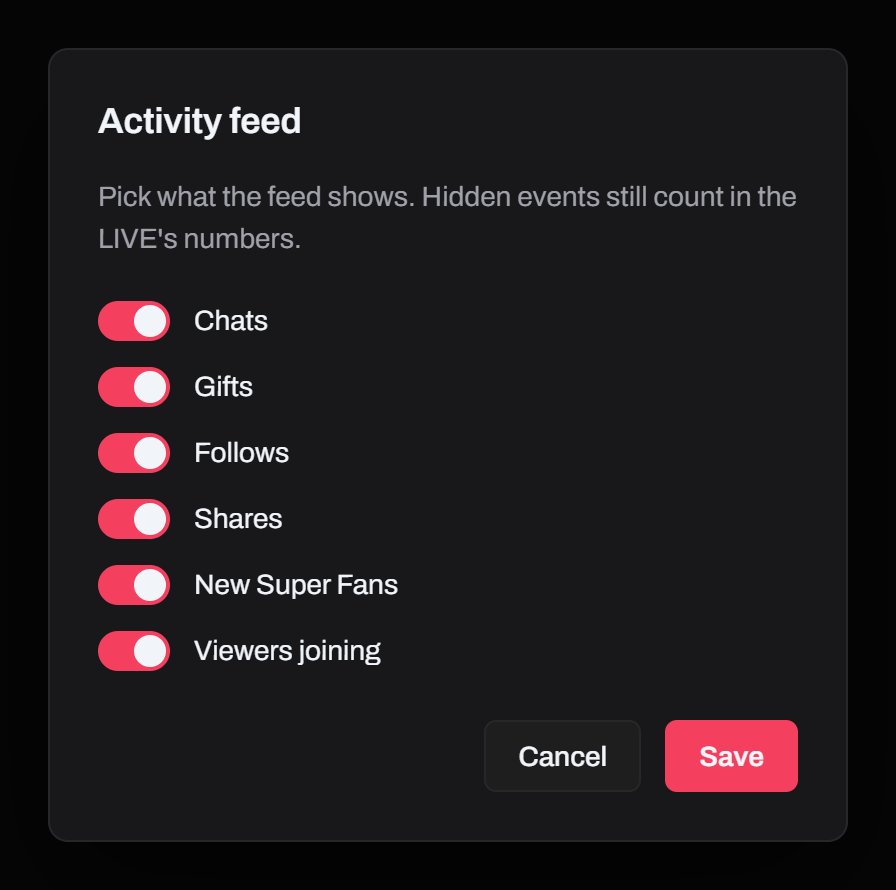 Activity feed
Pick what the feed shows. Hidden events still count in the
LIVE's numbers.
Chats
Gifts
Follows
Shares
New Super Fans
Viewers joining
Cancel
Save